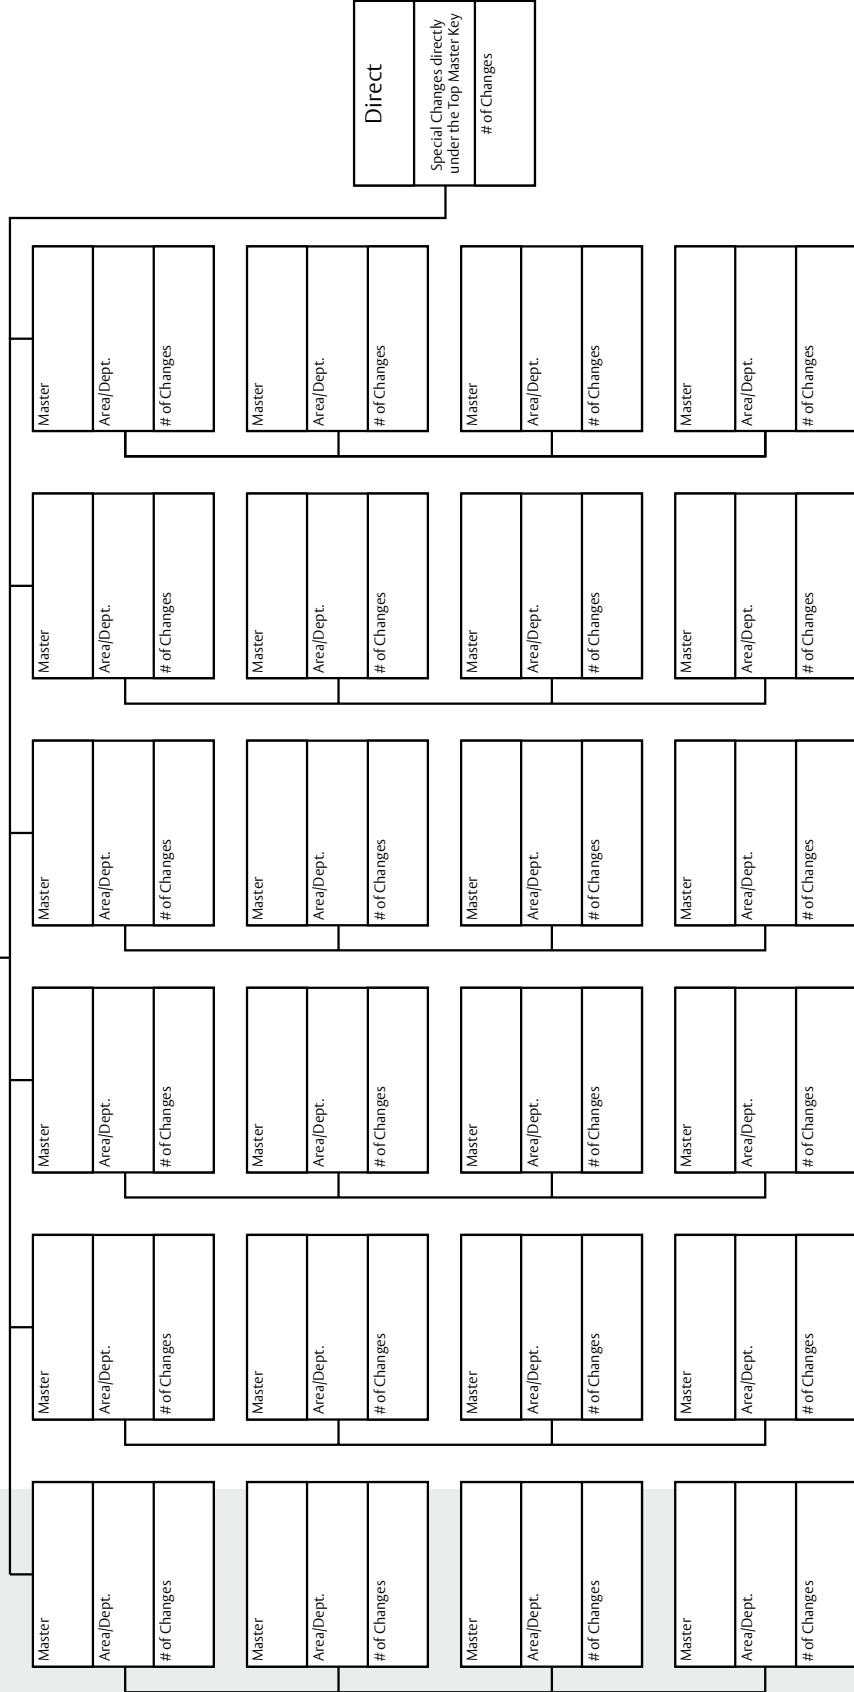 Master
Area/Dept.
# of Changes
Master
Area/Dept.
# of Changes
Master
Area/Dept.
# of Changes
Master
Area/Dept.
# of Changes
Master
Area/Dept.
# of Changes
Master
Area/Dept.
# of Changes
Master
Area/Dept.
# of Changes
Master
Area/Dept.
# of Changes
Master
Area/Dept.
# of Changes
Master
Area/Dept.
# of Changes
Master
Area/Dept.
# of Changes
Master
Area/Dept.
# of Changes
Master
Area/Dept.
# of Changes
Master
Area/Dept.
# of Changes
Master
Area/Dept.
# of Changes
Master
Area/Dept.
# of Changes
Master
Area/Dept.
# of Changes
Master
Area/Dept.
# of Changes
Master
Area/Dept.
# of Changes
Master
Area/Dept.
# of Changes
Master
Area/Dept.
# of Changes
Master
Area/Dept.
# of Changes
Master
Area/Dept.
# of Changes
Master
Area/Dept.
# of Changes
Direct
Special Changes directly
under the Top Master Key
# of Changes